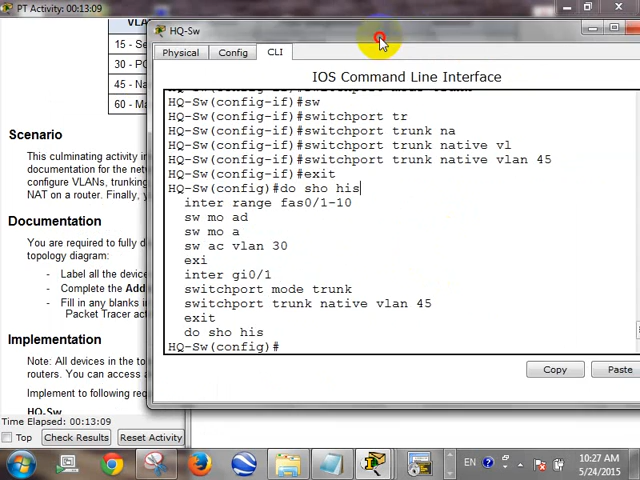 PT Activity: 00:13:09
HQ-Sw
Physical Config CLI
IOS Command Line Interface
HQ-Sw(config-if)#sw
HQ-Sw(config-if)#switchport tr
HQ-Sw(config-if)#switchport trunk na
HQ-Sw(config-if)#switchport trunk native vl
HQ-Sw(config-if)#switchport trunk native vlan 45
HQ-Sw(config-if)#exit
HQ-Sw(config)#do sho his
inter range fas0/1-10
sw mo ad
sw mo a
sw ac vlan 30
exi
inter gi0/1
switchport mode trunk
switchport trunk native vlan 45
exit
do sho his
HQ-Sw(config)#
Copy Paste
15 - Se
30 - PC
45 - Na
60 - Ma
Scenario
This culminating activity in
documentation for the netw
configure VLANs, trunking
NAT on a router. Finally, y
Documentation
You are required to fully d
topology diagram:
- Label all the device
- Complete the Add
- Fill in any blanks in
Packet Tracer act
Implementation
Note: All devices in the to
routers. You can access a
Implement to following requ
HQ-Sw
Time Elapsed: 00:13:09
Top Check Results Reset Activity
EN
10:27 AM
5/24/2015